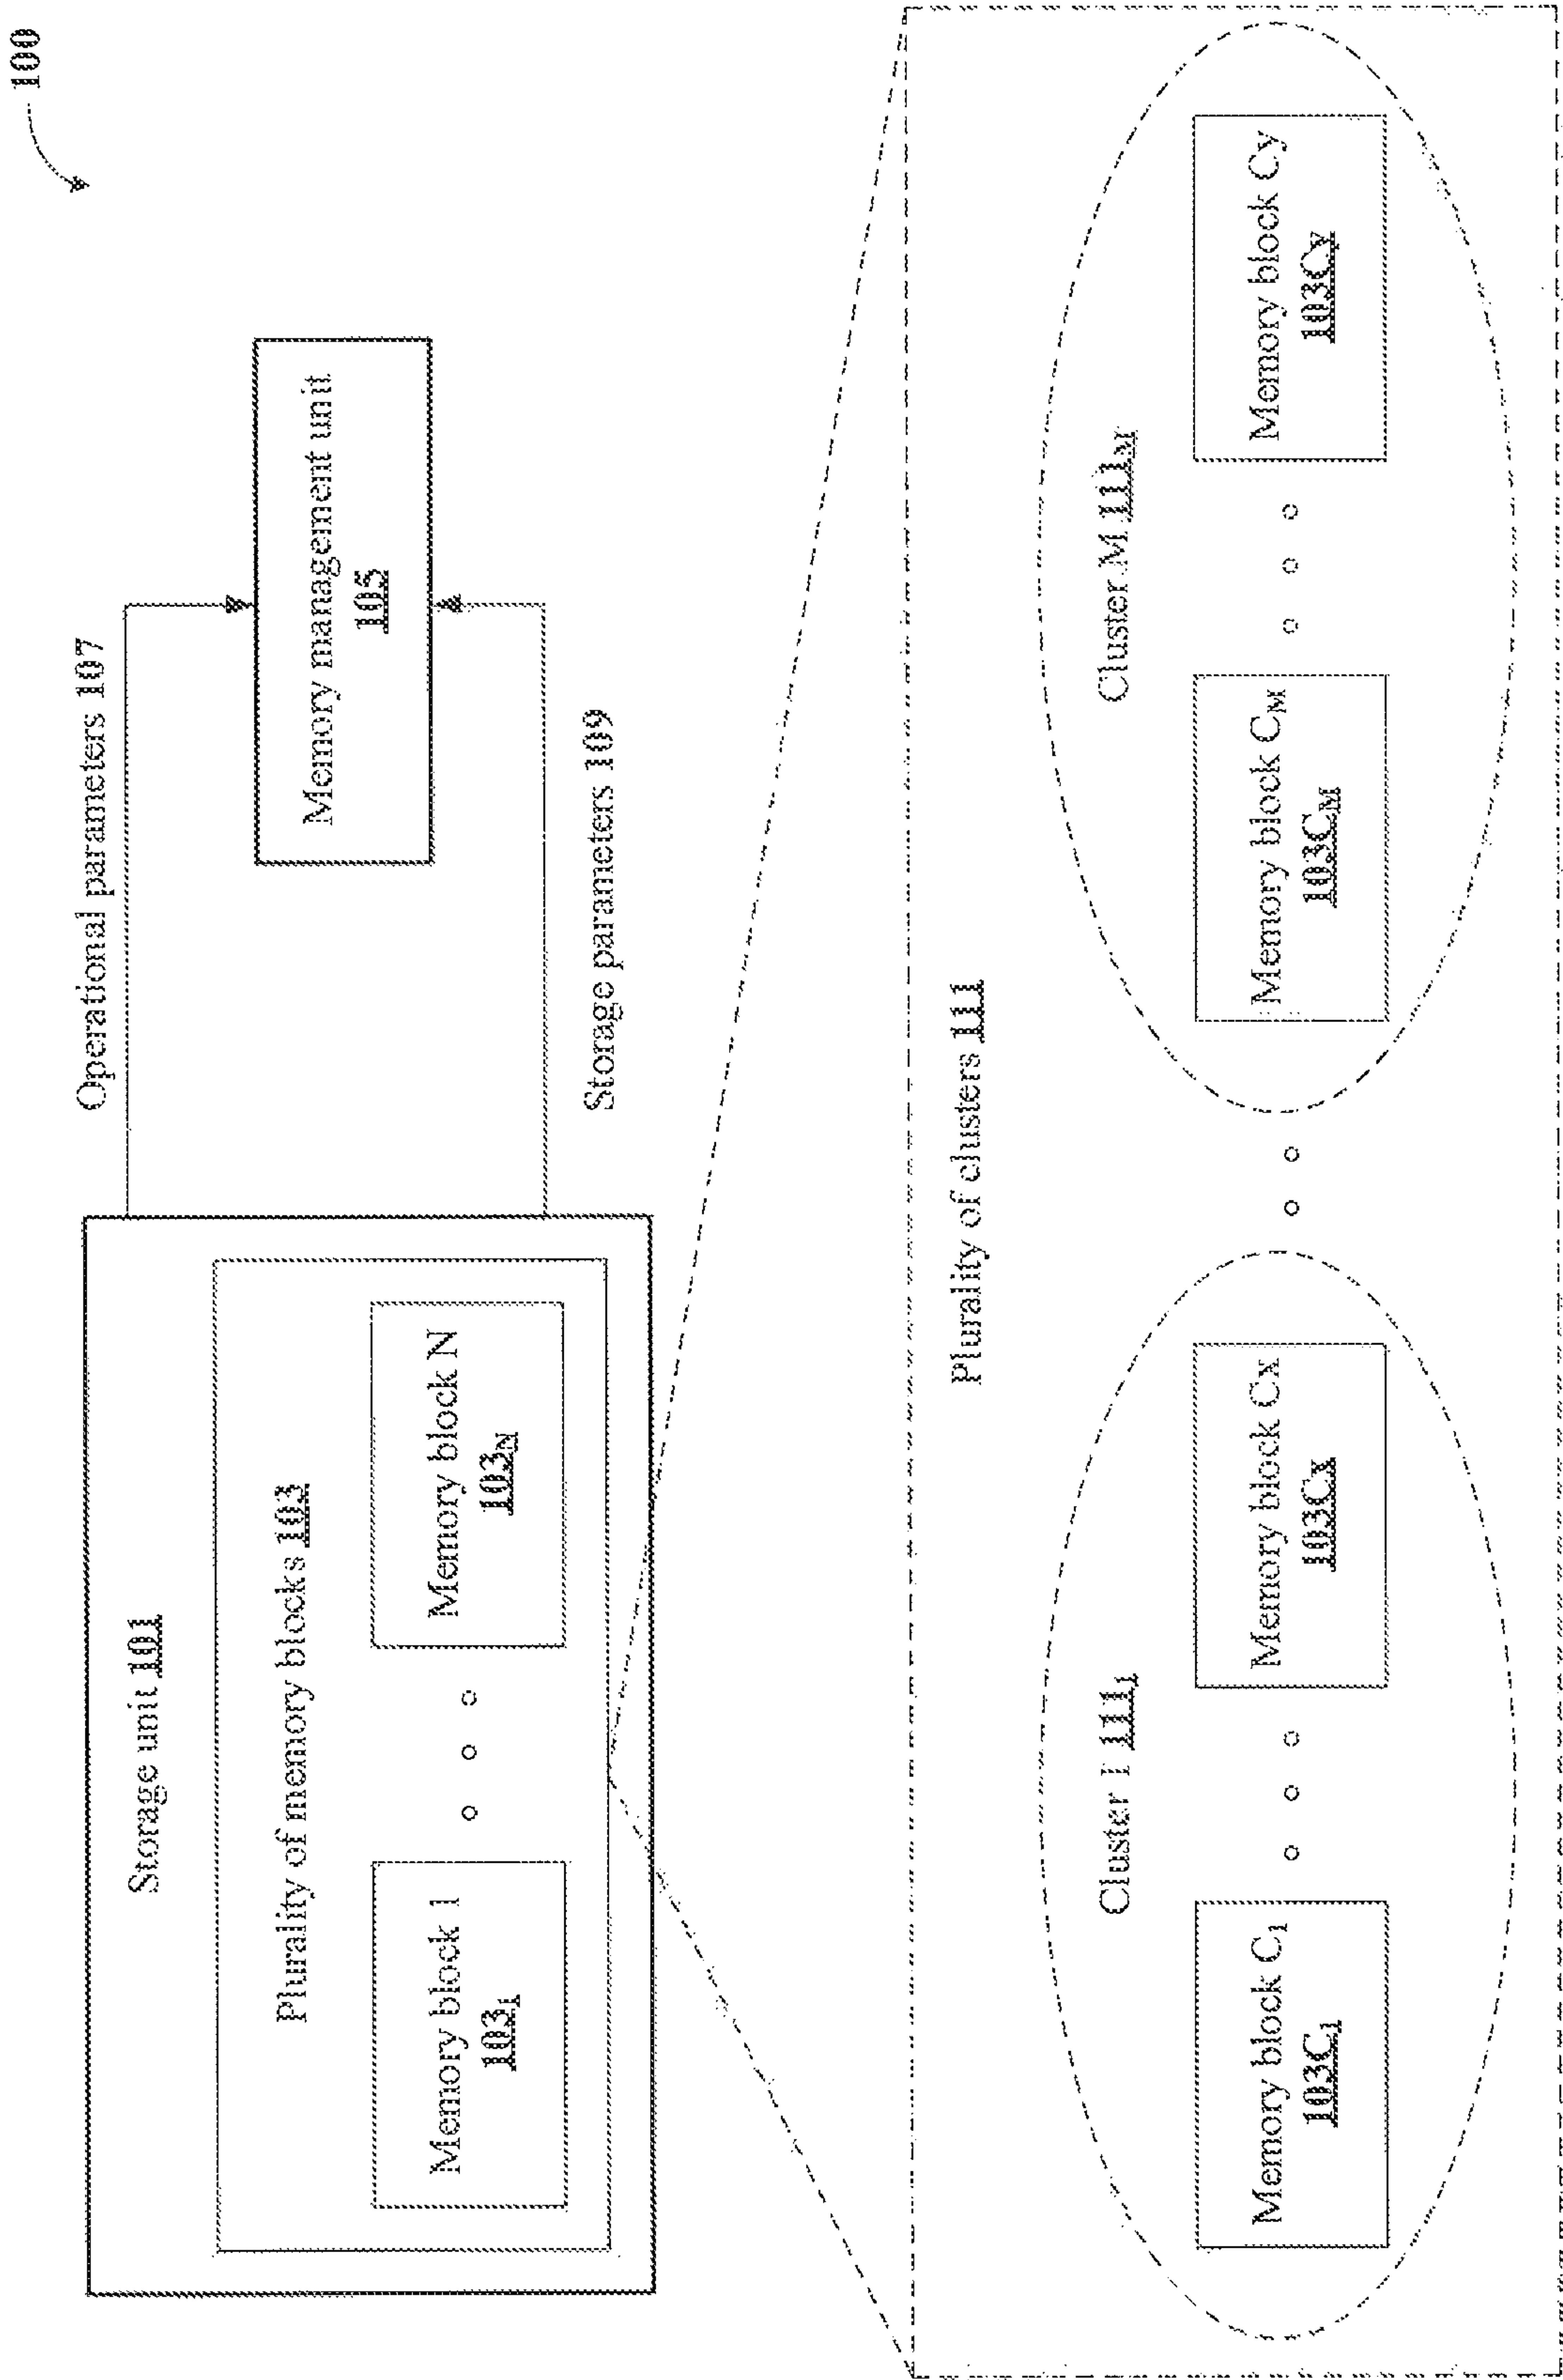 100
Operational parameters 107
Storage unit 101
Plurality of memory blocks 103
Memory block 1
103₁
Memory block N
103ₙ
Memory management unit
105
Storage parameters 109
Plurality of clusters 111
Cluster 1 111₁
Memory block C₁
103C₁
Memory block Cx
103Cx
Cluster M 111ₘ
Memory block Cₘ
103Cₘ
Memory block Cy
103Cy